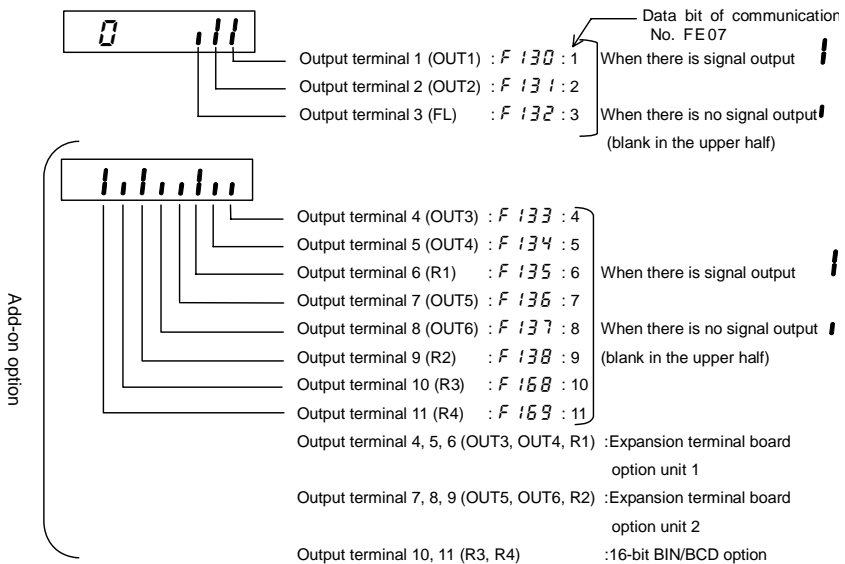 Data bit of communication
No. FE07
0 ,11
Output terminal 1 (OUT1) : F130 : 1 When there is signal output
Output terminal 2 (OUT2) : F131 : 2
Output terminal 3 (FL) : F132 : 3 When there is no signal output
(blank in the upper half)
Output terminal 4 (OUT3) : F133 : 4
Output terminal 5 (OUT4) : F134 : 5
Output terminal 6 (R1) : F135 : 6 When there is signal output
Output terminal 7 (OUT5) : F136 : 7
Output terminal 8 (OUT6) : F137 : 8 When there is no signal output
Output terminal 9 (R2) : F138 : 9 (blank in the upper half)
Output terminal 10 (R3) : F168 : 10
Output terminal 11 (R4) : F169 : 11
Add-on option
Output terminal 4, 5, 6 (OUT3, OUT4, R1) :Expansion terminal board
option unit 1
Output terminal 7, 8, 9 (OUT5, OUT6, R2) :Expansion terminal board
option unit 2
Output terminal 10, 11 (R3, R4) :16-bit BIN/BCD option